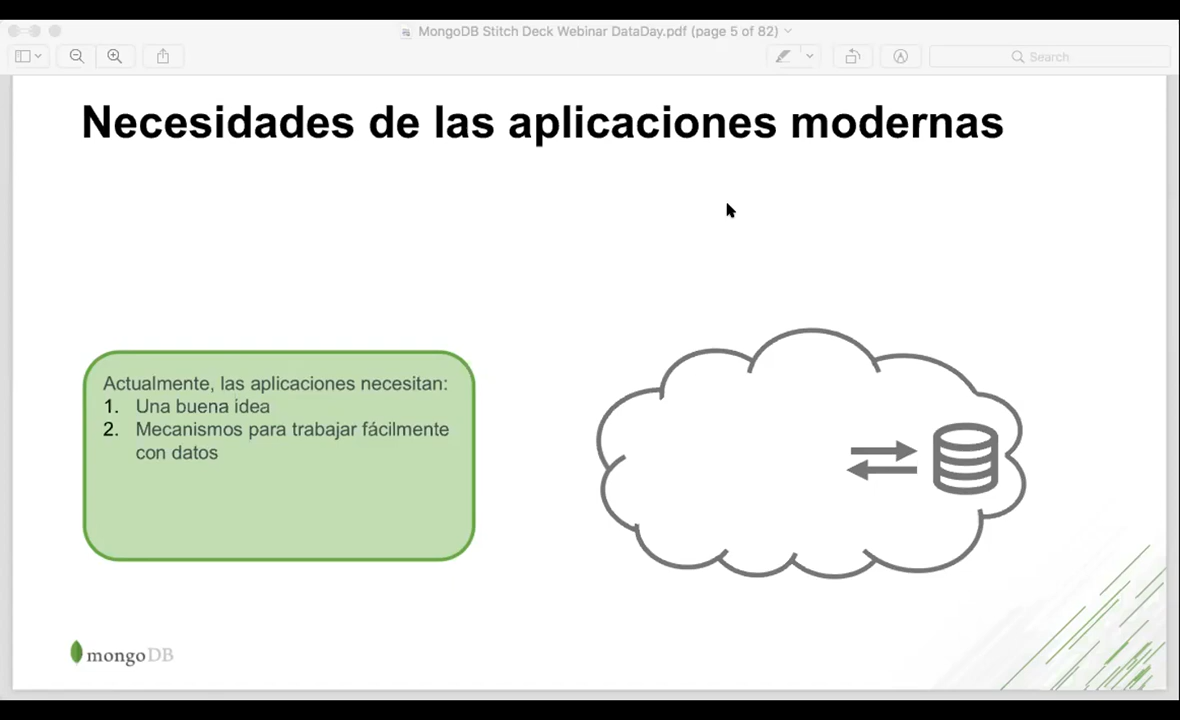 MongoDB Stitch Deck Webinar DataDay.pdf (page 5 of 82)
Search
Necesidades de las aplicaciones modernas
Actualmente, las aplicaciones necesitan:
1. Una buena idea
2. Mecanismos para trabajar fácilmente
con datos
mongoDB